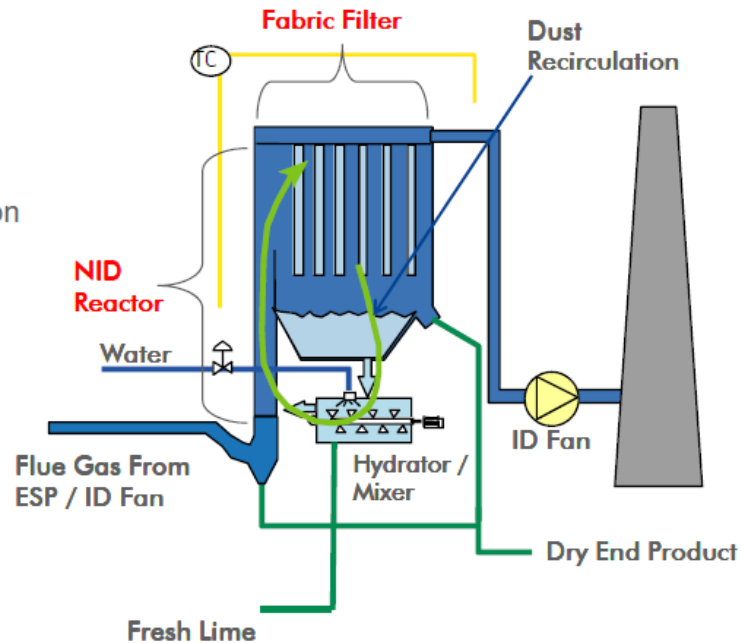 Fabric Filter
Dust
Recirculation
TC
on
NID
Reactor
Water
ID Fan
Flue Gas From
ESP / ID Fan
Hydrator /
Mixer
Dry End Product
Fresh Lime